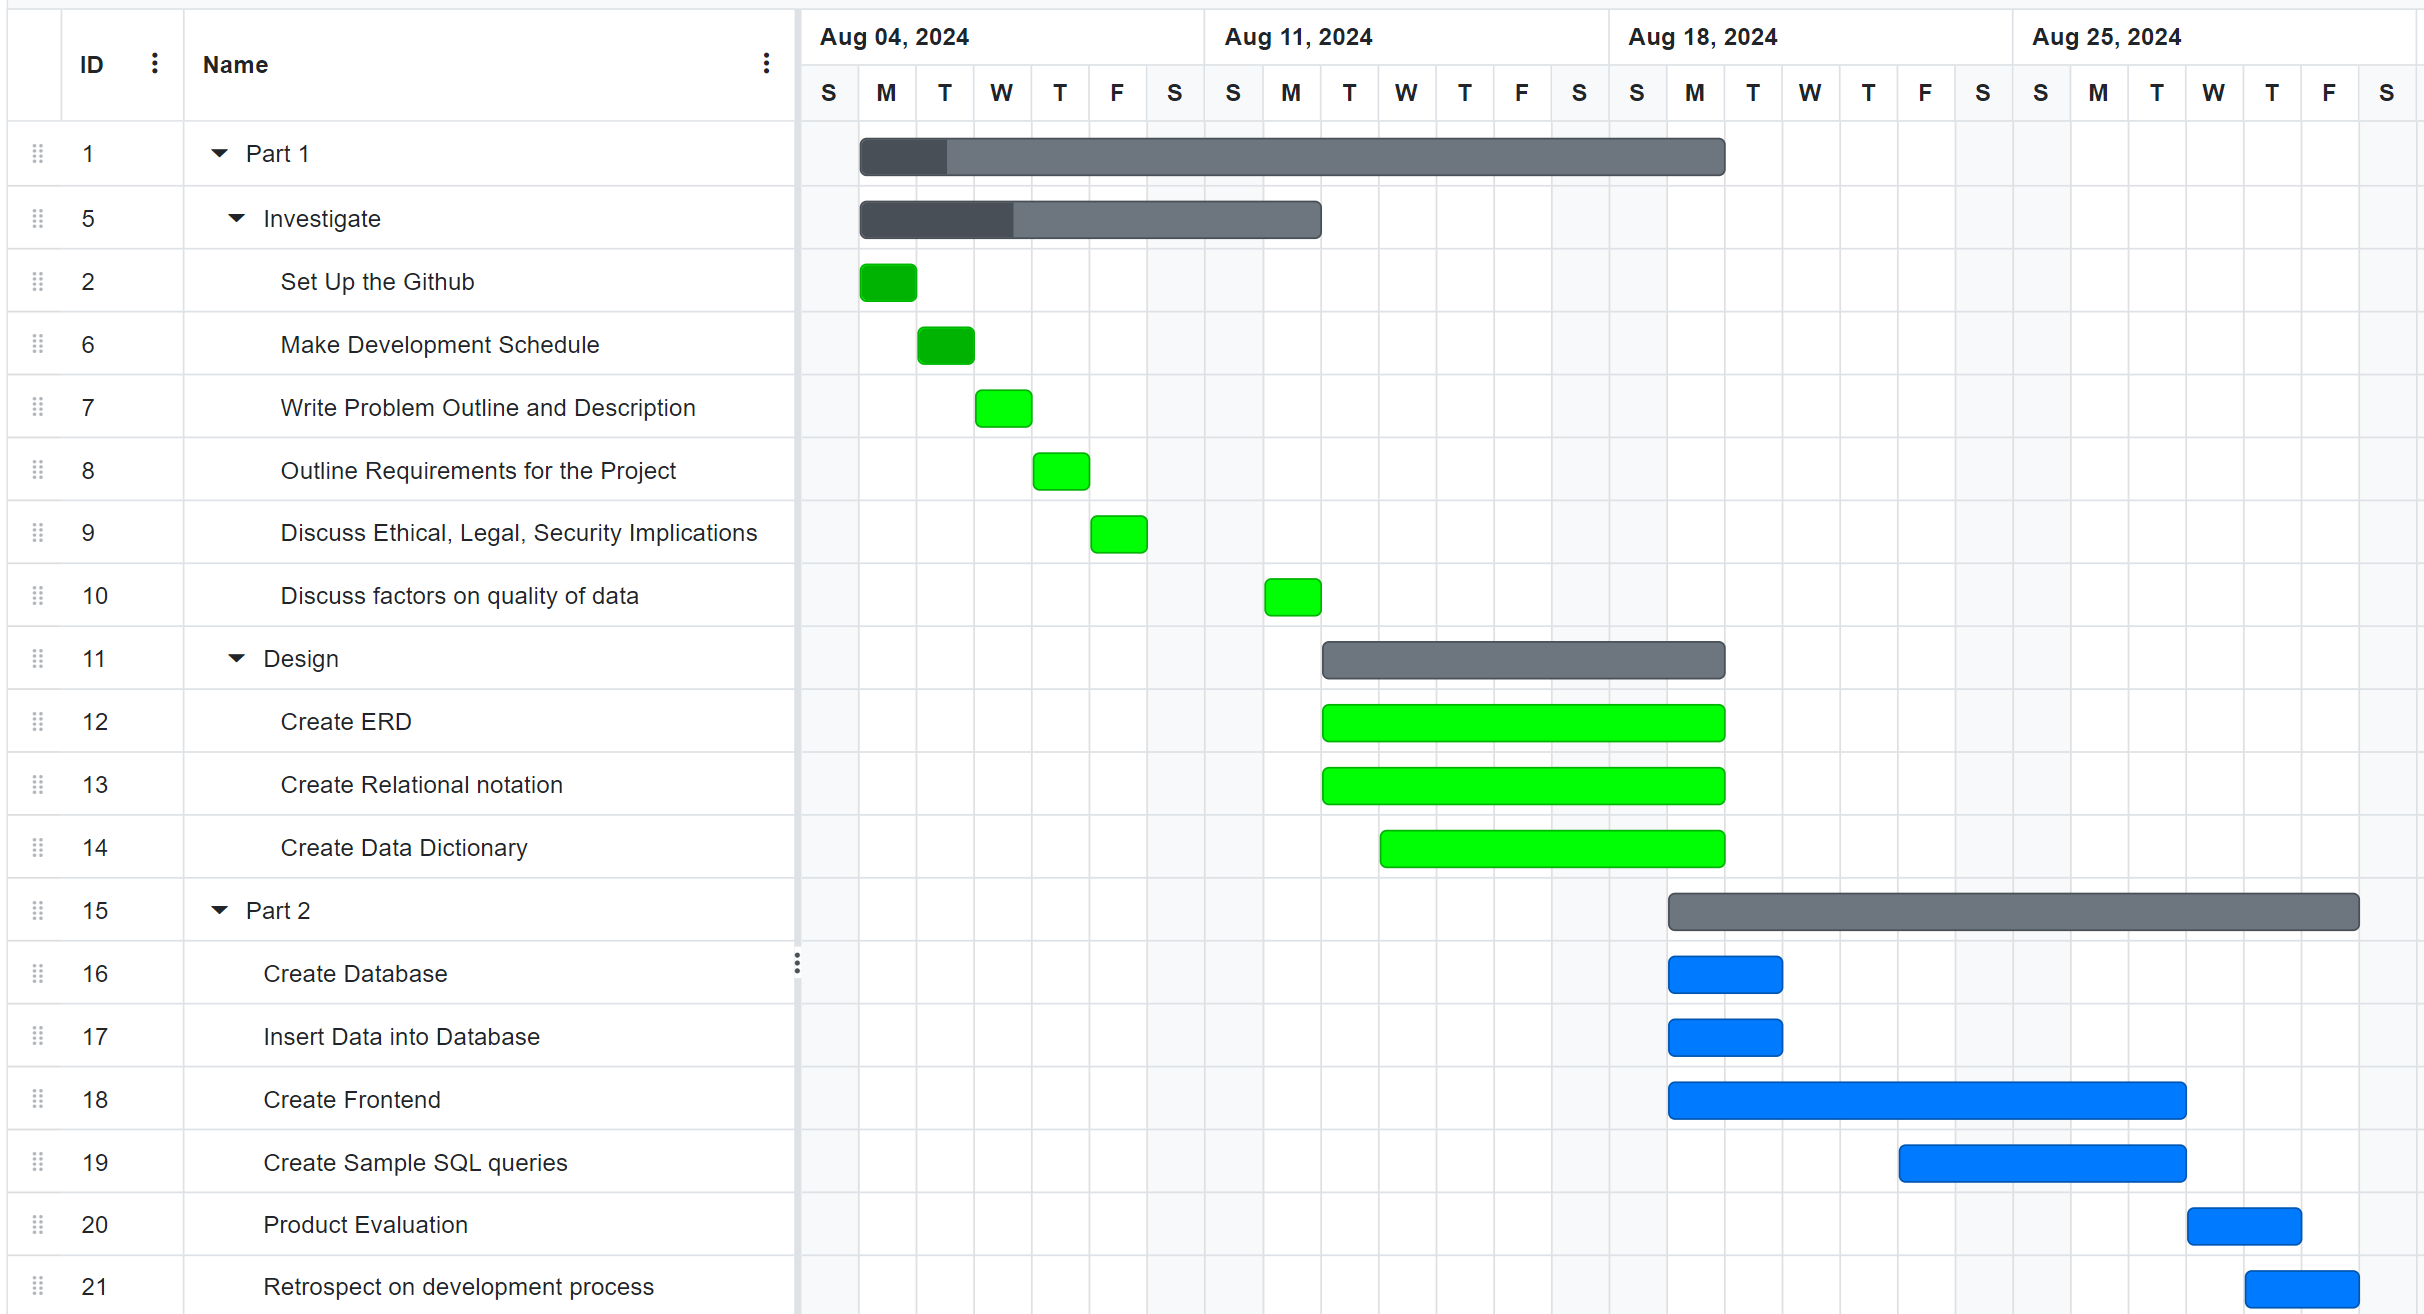 Aug 04, 2024 Aug 11, 2024 Aug 18, 2024 Aug 25, 2024
ID Name
S M T W T F S S M T W T F S S M T W T F S S M T W T F S
1 Part 1
5 Investigate
2 Set Up the Github
6 Make Development Schedule
7 Write Problem Outline and Description
8 Outline Requirements for the Project
9 Discuss Ethical, Legal, Security Implications
10 Discuss factors on quality of data
11 Design
12 Create ERD
13 Create Relational notation
14 Create Data Dictionary
15 Part 2
16 Create Database
17 Insert Data into Database
18 Create Frontend
19 Create Sample SQL queries
20 Product Evaluation
21 Retrospect on development process